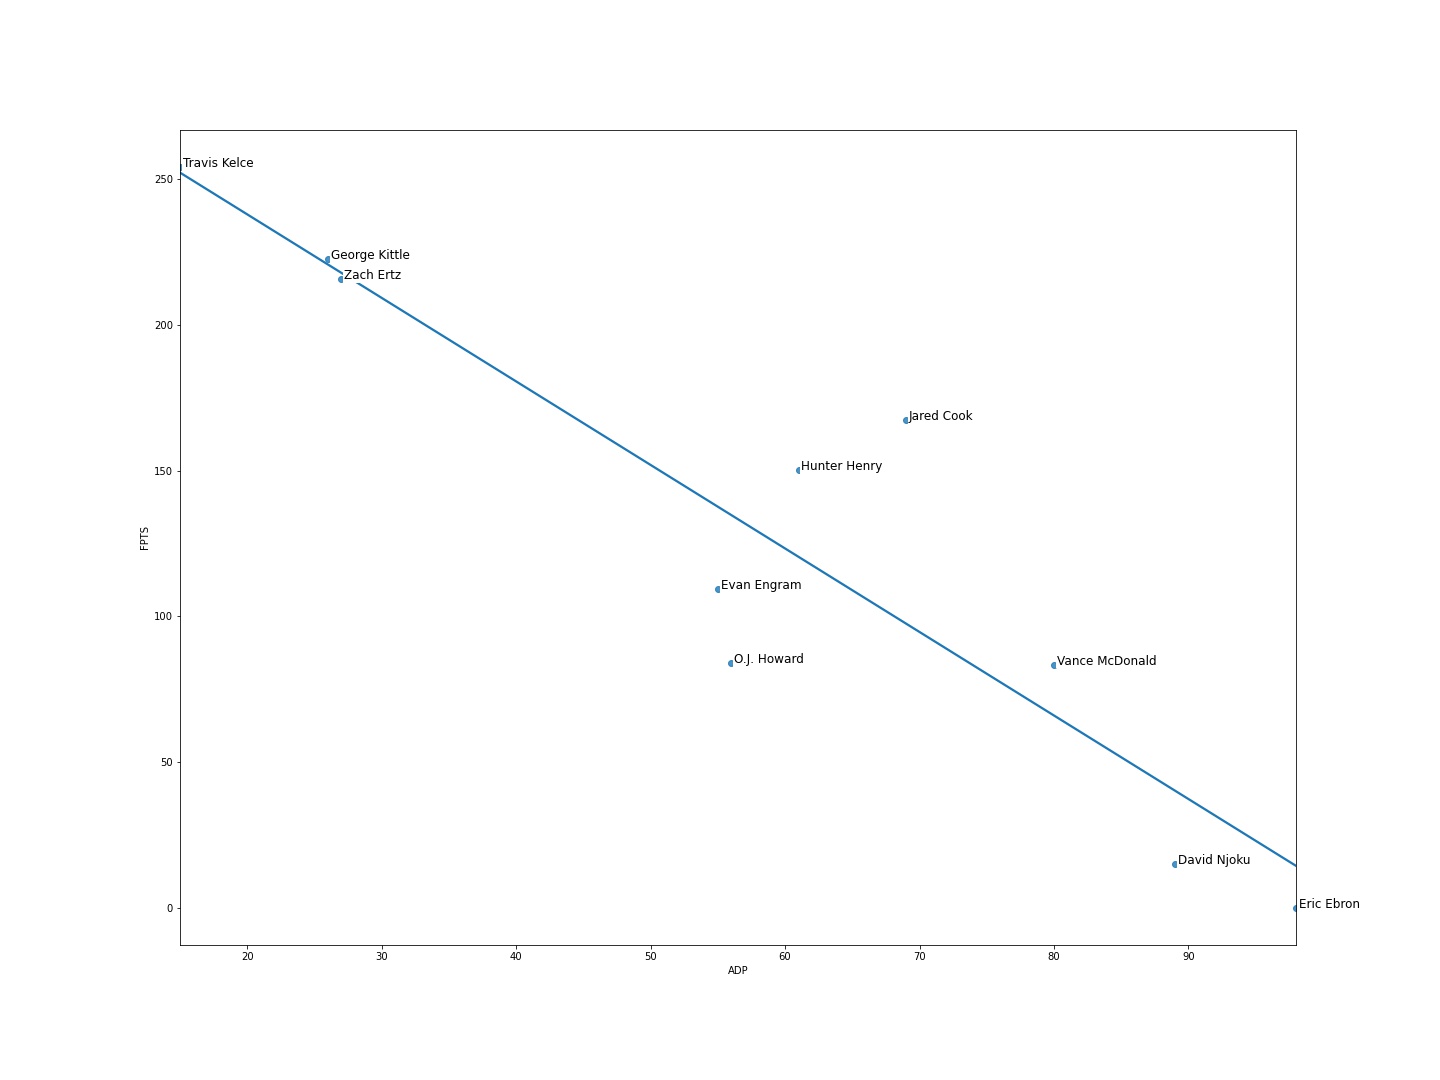 Travis Kelce
250
George Kittle
Zach Ertz
200
Jared Cook
Hunter Henry
150
FPTS
Evan Engram
100
O.J. Howard
Vance McDonald
50
David Njoku
Eric Ebron
0
20 30 40 50 60 70 80 90
ADP